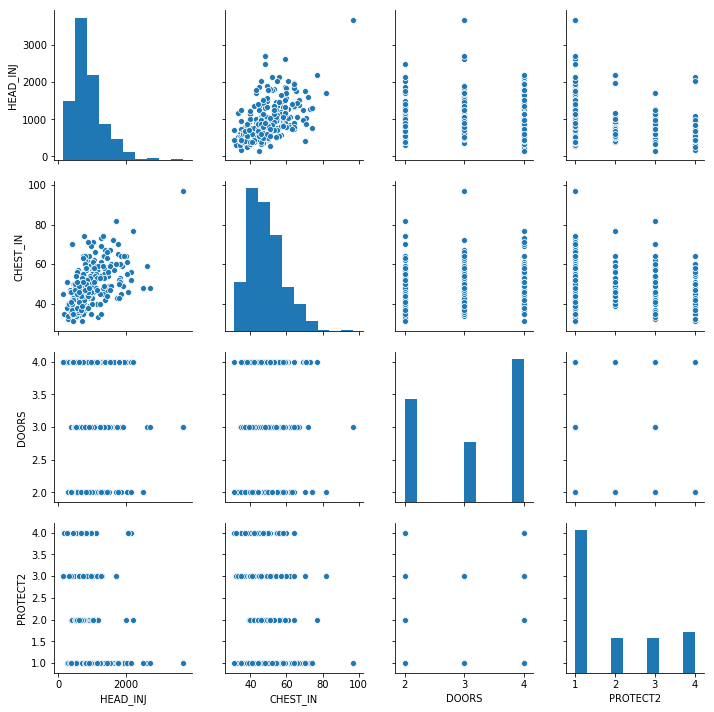 HEAD_INJ
3000
2000
1000
0
CHEST_IN
100
80
60
40
DOORS
4.0
3.5
3.0
2.5
2.0
PROTECT2
4.0
3.5
3.0
2.5
2.0
1.5
1.0
0 2000
40 60 80 100
2 3 4
1 2 3 4
HEAD_INJ CHEST_IN DOORS PROTECT2